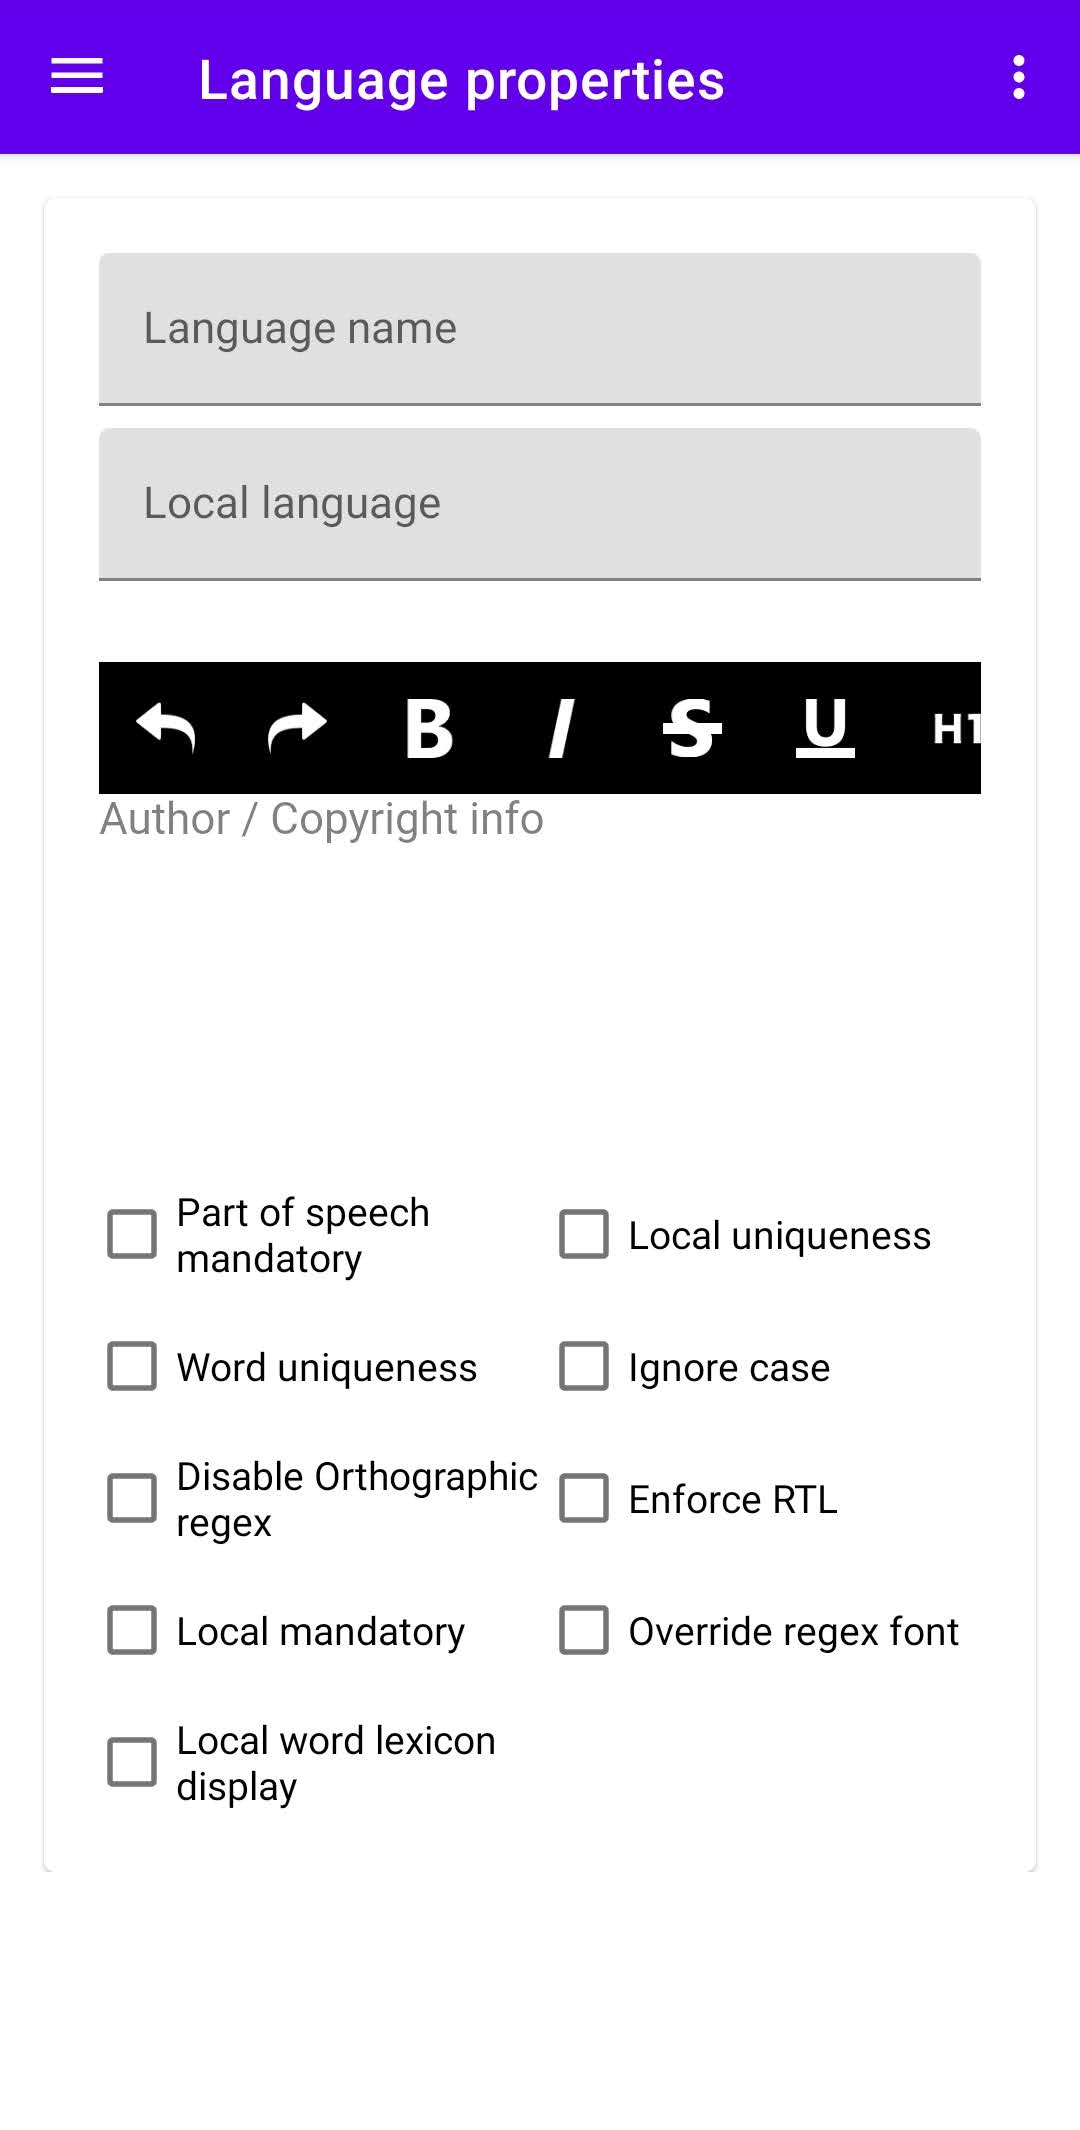 Language properties
Language name
Local language
B I S U H1
Author / Copyright info
Part of speech
mandatory
Local uniqueness
Word uniqueness
Ignore case
Disable Orthographic
regex
Enforce RTL
Local mandatory
Override regex font
Local word lexicon
display